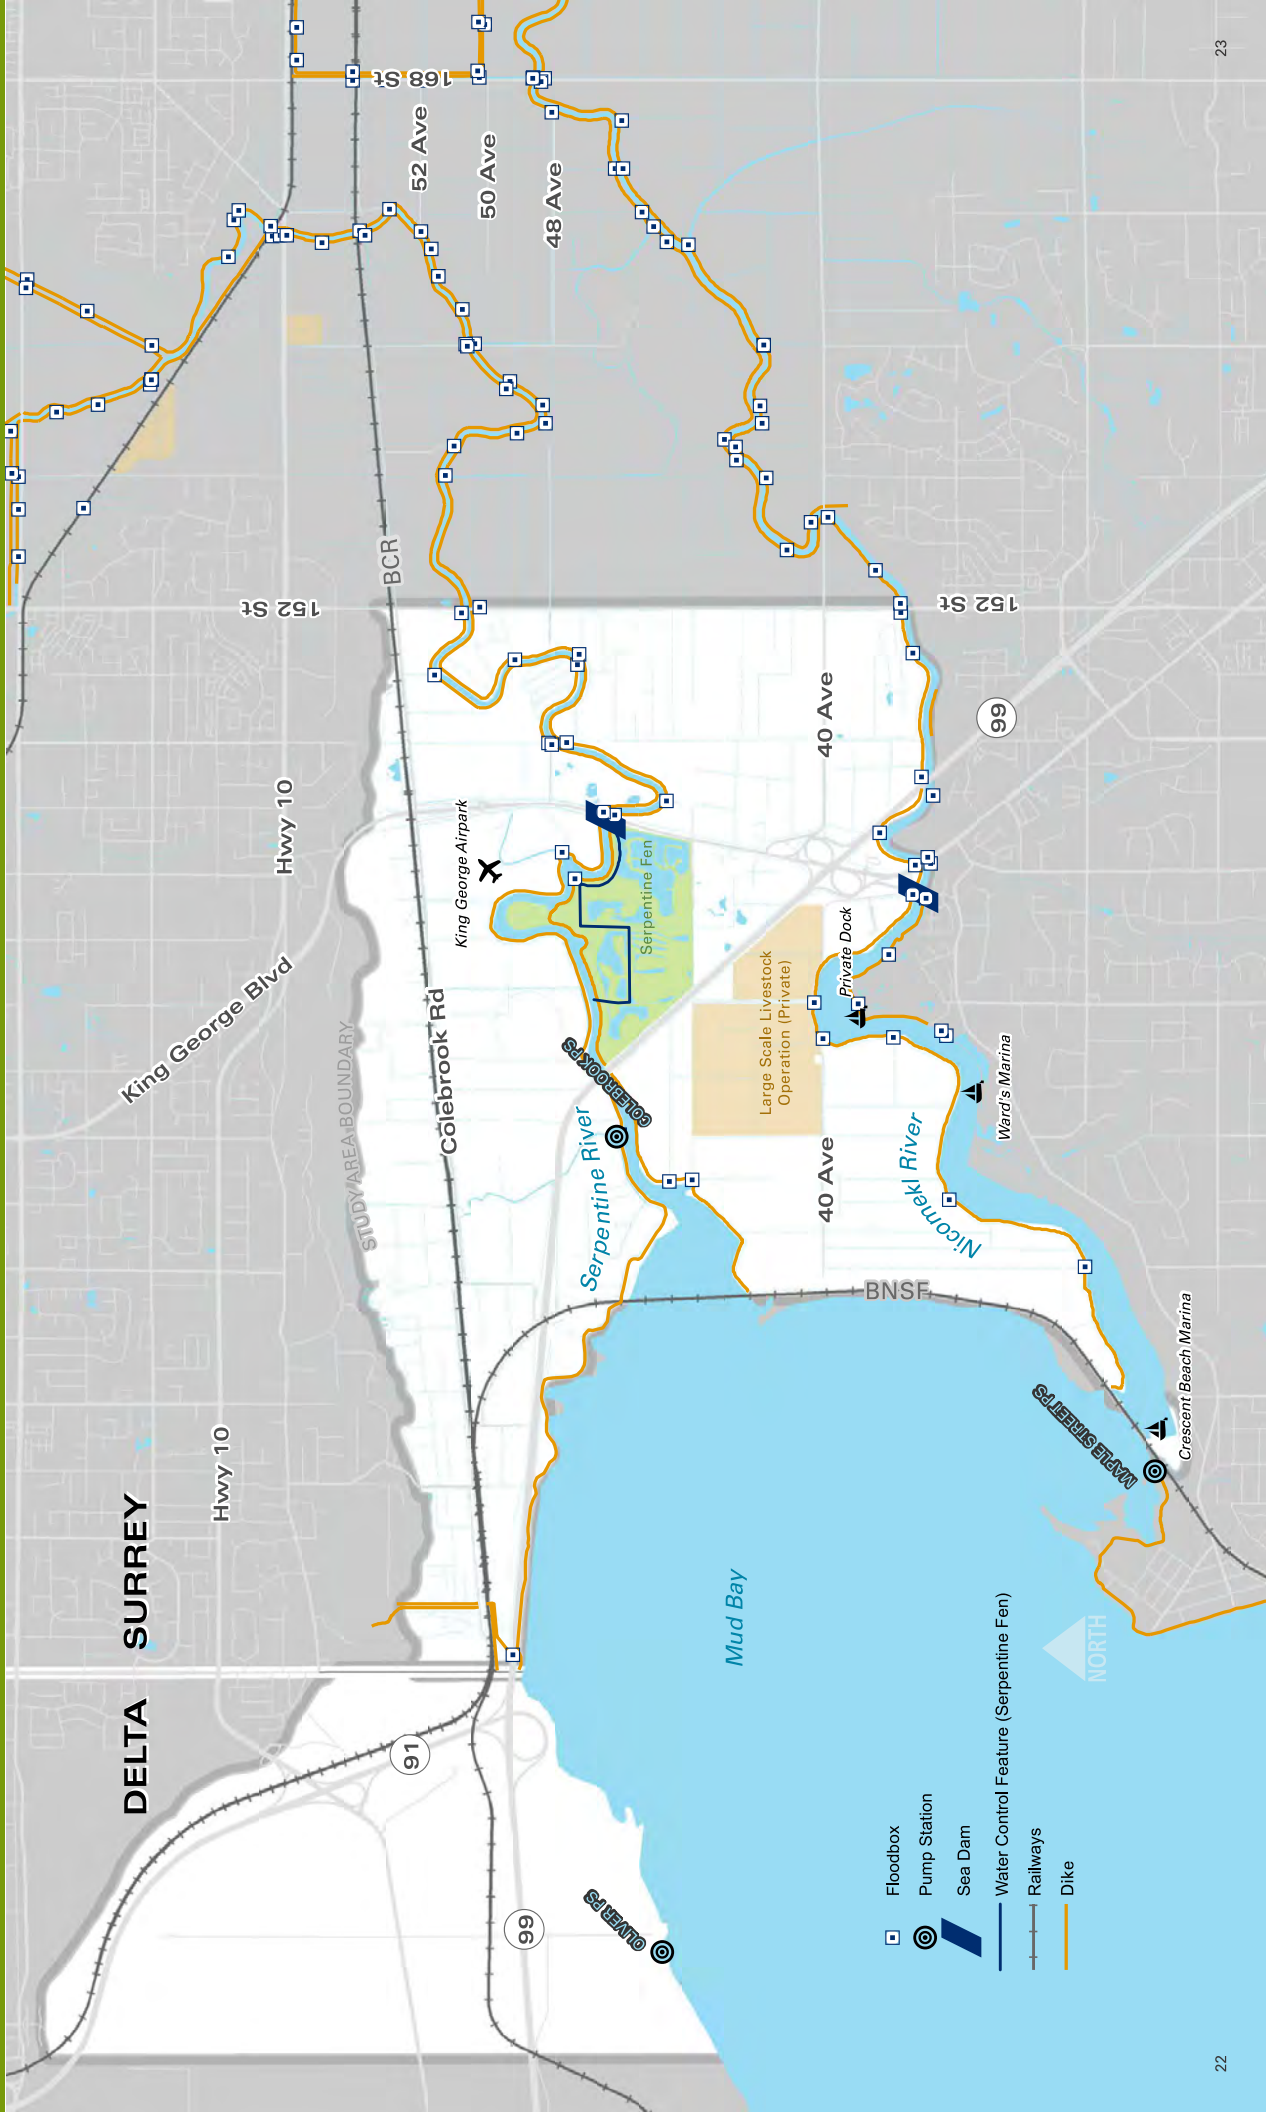 DELTA
SURREY
Hwy 10
Hwy 10
King George Blvd
152 St
168 St
52 Ave
50 Ave
48 Ave
BCR
STUDY AREA BOUNDARY
Colebrook Rd
King George Airpark
91
99
OLIVER PS
COLEBROOK PS
Serpentine River
Serpentine Fen
Large Scale Livestock
Operation (Private)
40 Ave
40 Ave
152 St
99
Private Dock
Ward's Marina
Nicomekl River
BNSF
Mud Bay
MAPLE STREET PS
Crescent Beach Marina
NORTH
Floodbox
Pump Station
Sea Dam
Water Control Feature (Serpentine Fen)
Railways
Dike
22
23